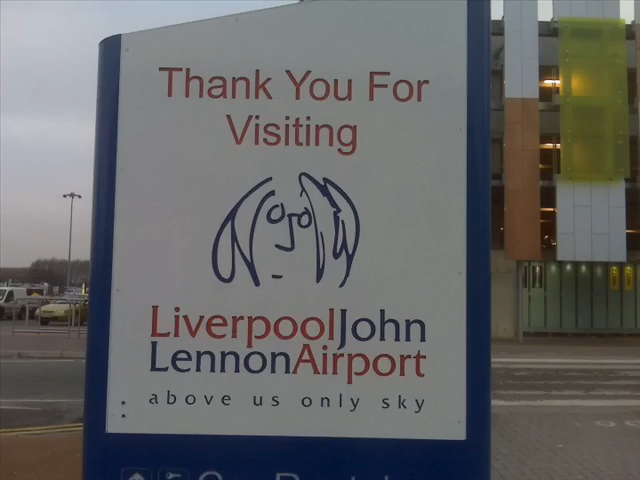 Thank You For
Visiting
LiverpoolJohn
LennonAirport
above us only sky